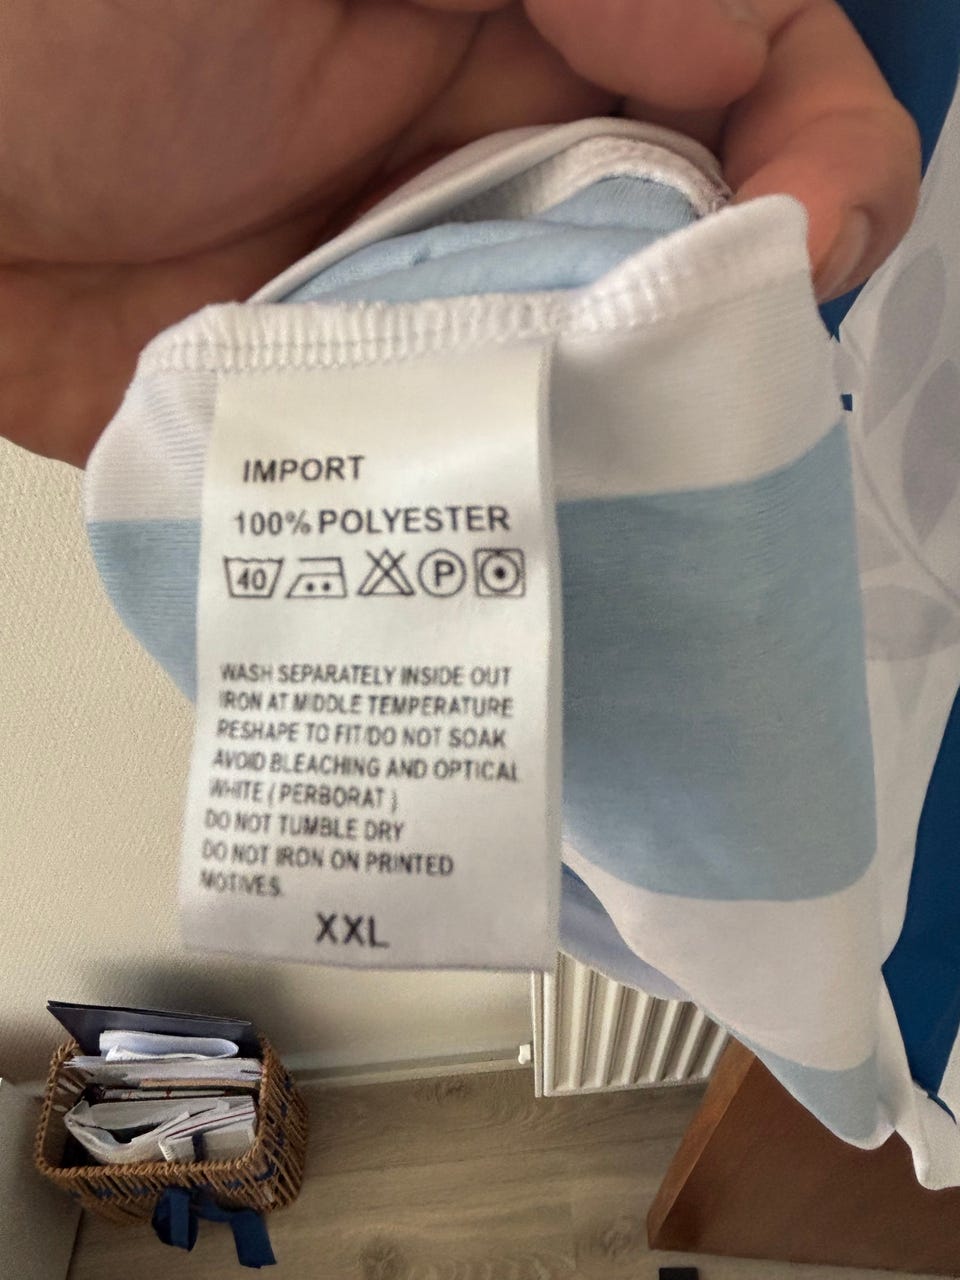 IMPORT
100% POLYESTER
40 P
WASH SEPARATELY INSIDE OUT
IRON AT MIDDLE TEMPERATURE
RESHAPE TO FIT/DO NOT SOAK
AVOID BLEACHING AND OPTICAL
WHITE ( PERBORAT )
DO NOT TUMBLE DRY
DO NOT IRON ON PRINTED
MOTIVES.
XXL